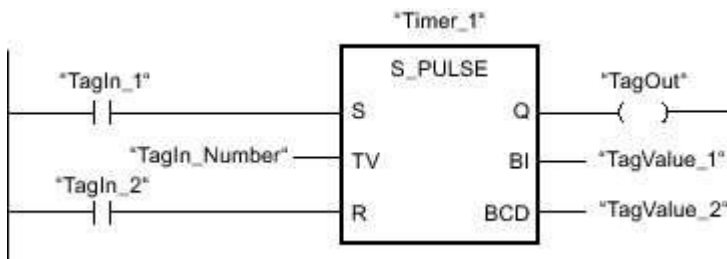 "Timer_1"
S_PULSE
"TagIn_1"
"TagOut"
S
Q
"TagIn_Number"
TV
BI
"TagValue_1"
"TagIn_2"
R
BCD
"TagValue_2"